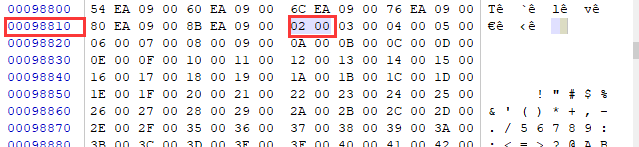 00098800 54 EA 09 00 60 EA 09 00 6C EA 09 00 76 EA 09 00 Tê `ê lê vê
00098810 80 EA 09 00 8B EA 09 00 02 00 03 00 04 00 05 00 €ê ‹ê
00098820 06 00 07 00 08 00 09 00 0A 00 0B 00 0C 00 0D 00
00098830 0E 00 0F 00 10 00 11 00 12 00 13 00 14 00 15 00
00098840 16 00 17 00 18 00 19 00 1A 00 1B 00 1C 00 1D 00
00098850 1E 00 1F 00 20 00 21 00 22 00 23 00 24 00 25 00 ! " # $ %
00098860 26 00 27 00 28 00 29 00 2A 00 2B 00 2C 00 2D 00 & ' ( ) * + , -
00098870 2E 00 2F 00 35 00 36 00 37 00 38 00 39 00 3A 00 . / 5 6 7 8 9 :
00098880 3B 00 3C 00 3D 00 3E 00 3F 00 40 00 41 00 42 00 ; < = > ? @ A B